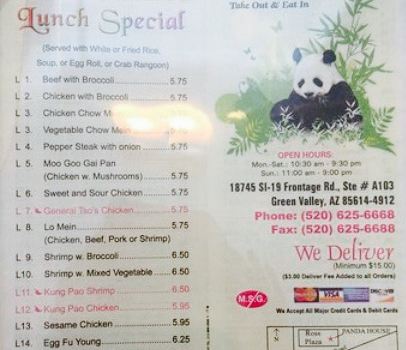 Lunch Special
(Served with White or Fried Rice,
Soup, or Egg Roll, or Crab Rangoon)
L 1. Beef with Broccoli 5.75
L 2. Chicken with Broccoli 5.75
L 3. Chicken Chow M 5.75
L 3. Vegetable Chow Mein 5.75
L 4. Pepper Steak with onion 5.75
L 5. Moo Goo Gai Pan
(Chicken w. Mushrooms) 5.75
L 6. Sweet and Sour Chicken 5.75
L 7. General Tso's Chicken 5.75
L 8. Lo Mein 5.75
(Chicken, Beef, Pork or Shrimp)
L 9. Shrimp w. Broccoli 6.50
L10. Shrimp w. Mixed Vegetable 6.50
L11. Kung Pao Shrimp 6.50
L12. Kung Pao Chicken 5.95
L13. Sesame Chicken 5.95
L14. Egg Fu Young 6.25
Take Out & Eat In
OPEN HOURS:
Mon.-Sat.: 10:30 am - 9:30 pm
Sun.: 11:00 am - 9:00 pm
18745 SI-19 Frontage Rd., Ste # A103
Green Valley, AZ 85614-4912
Phone: (520) 625-6668
Fax: (520) 625-6688
We Deliver
(Minimum $15.00)
($3.00 Deliver Fee Added to all Orders)
M.S.G.
VISA
DISCOVER
We Accept All Major Credit Cards & Debit Cards
Ross
Plaza
PANDA HOUSE